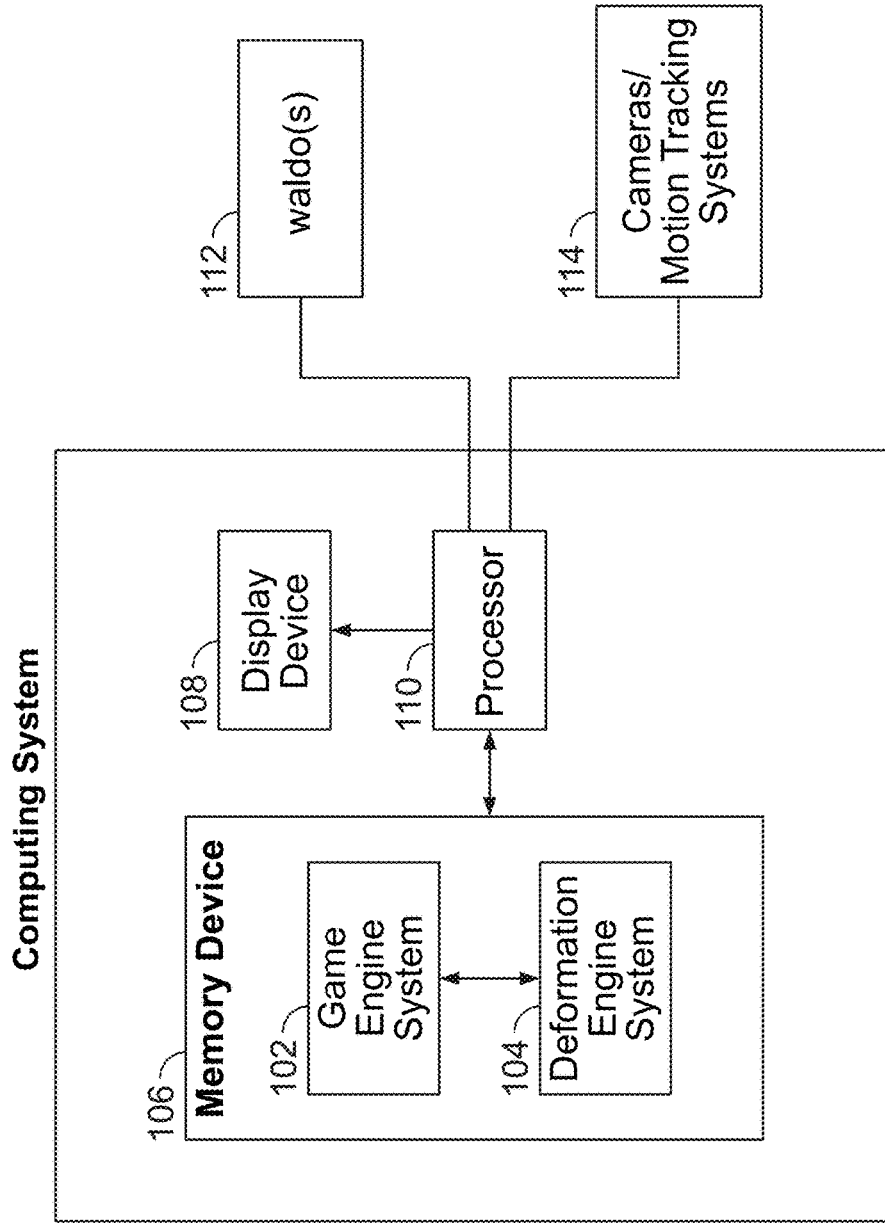 Computing System
106
Memory Device
102
Game
Engine
System
104
Deformation
Engine
System
108
Display
Device
110
Processor
112
waldo(s)
114
Cameras/
Motion Tracking
Systems